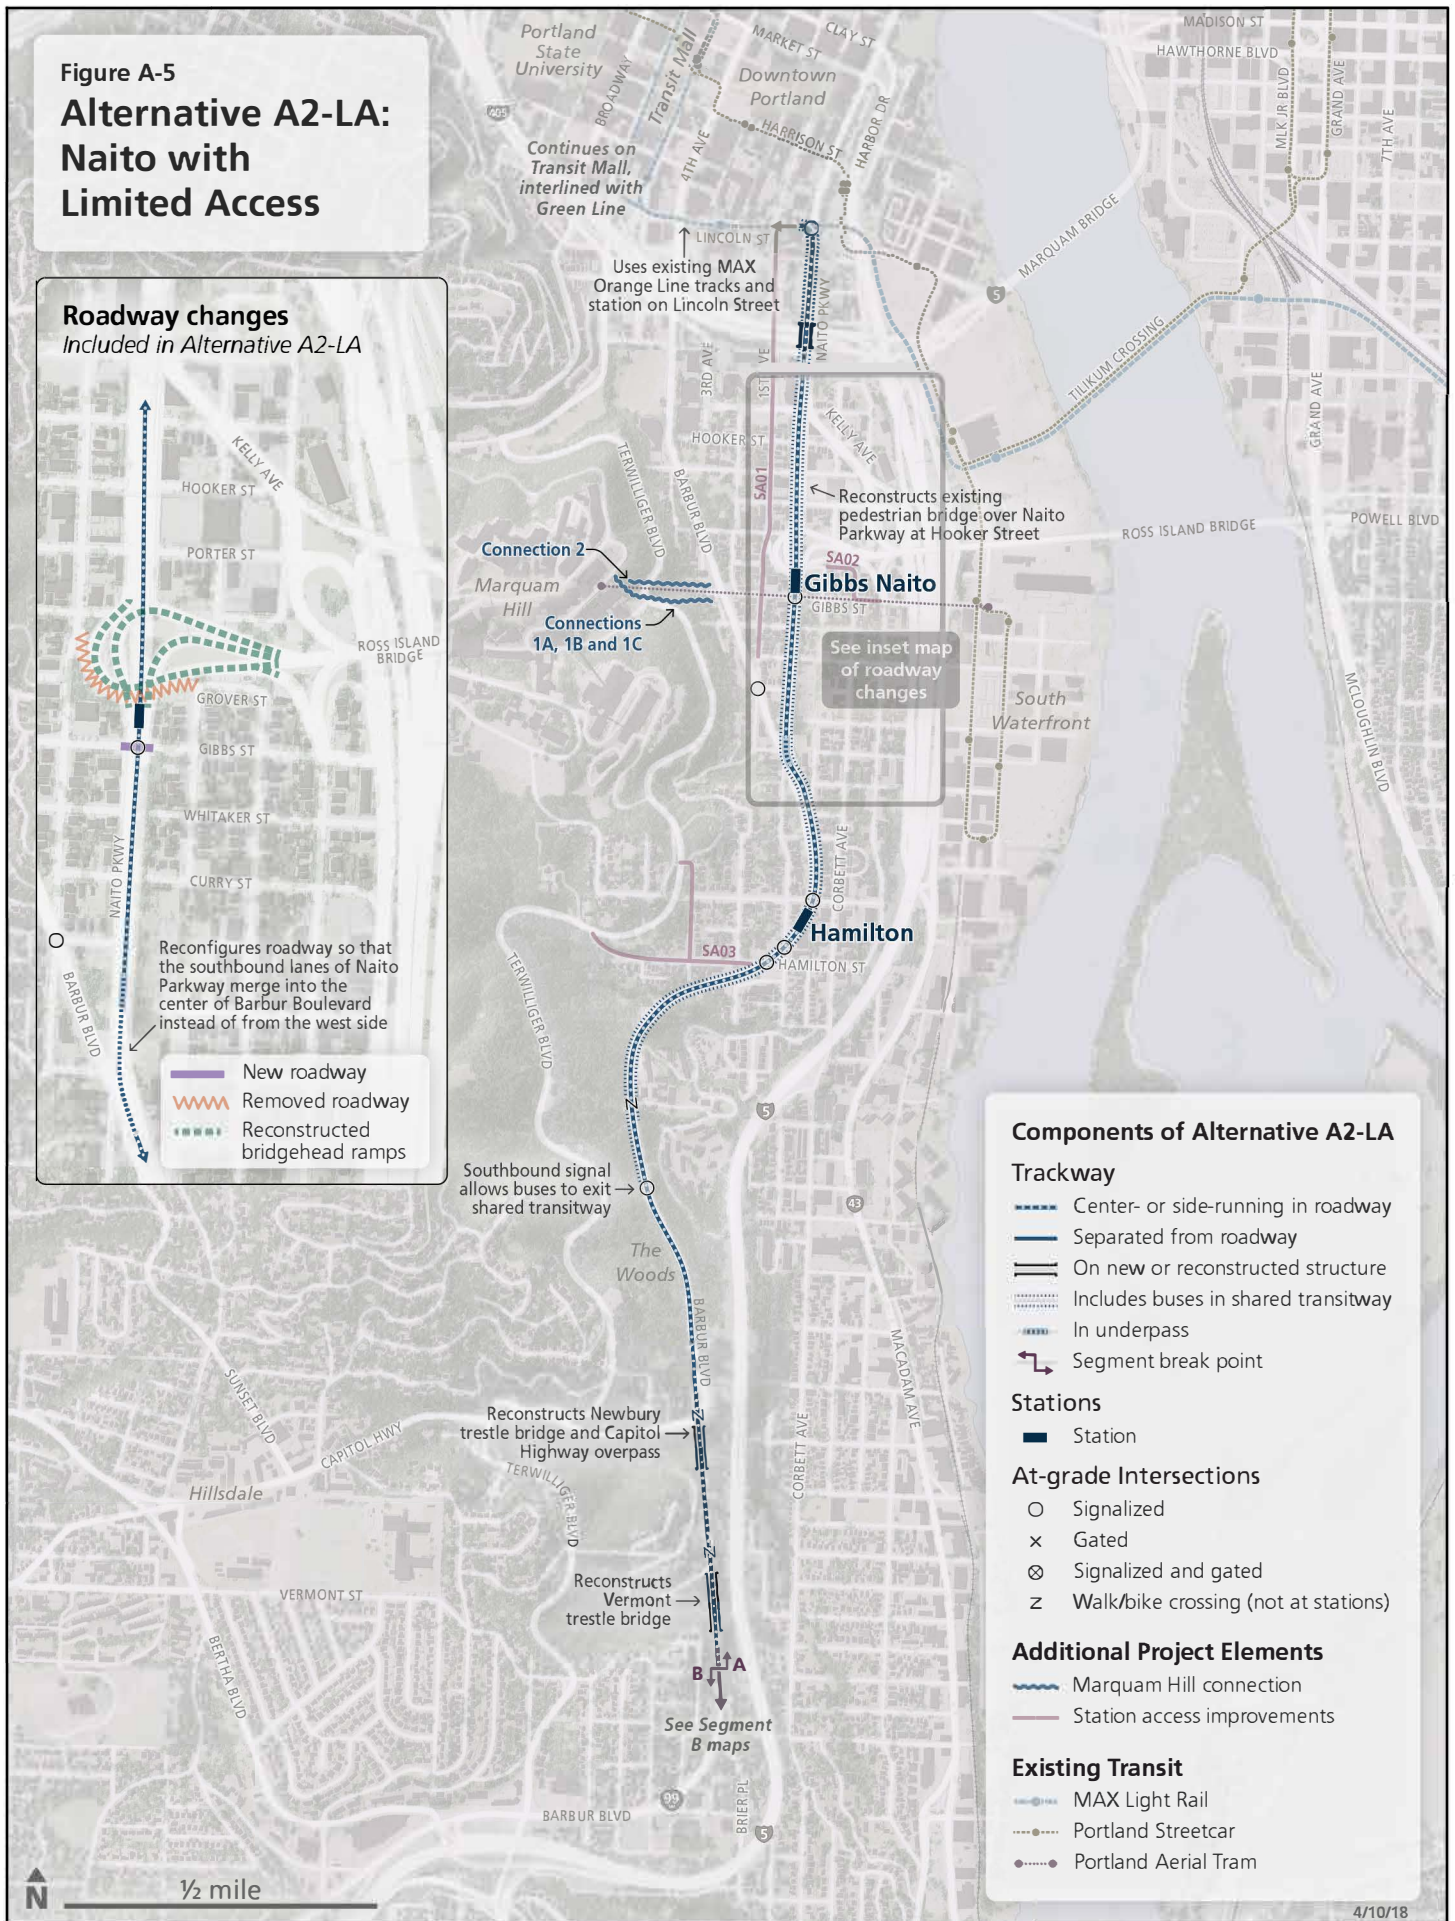 Figure A-5
Alternative A2-LA:
Naito with
Limited Access
Portland
State
University
BROADWAY
Transit Mall
MARKET ST
CLAY ST
Downtown
Portland
HARRISON ST
HARBOR DR
4TH AVE
405
Continues on
Transit Mall,
interlined with
Green Line
LINCOLN ST
Uses existing MAX
Orange Line tracks and
station on Lincoln Street
NAITO PKWY
MADISON ST
HAWTHORNE BLVD
MLK JR BLVD
GRAND AVE
7TH AVE
MARQUAM BRIDGE
5
TILIKUM CROSSING
GRAND AVE
3RD AVE
HOOKER ST
KELLY AVE
SA01
TERWILLIGER BLVD
BARBUR BLVD
Reconstructs existing
pedestrian bridge over Naito
Parkway at Hooker Street
ROSS ISLAND BRIDGE
POWELL BLVD
Connection 2
Marquam
Hill
Connections
1A, 1B and 1C
SA02
Gibbs Naito
GIBBS ST
See inset map
of roadway
changes
South
Waterfront
MCLOUGHLIN BLVD
CORBETT AVE
Hamilton
SA03
HAMILTON ST
TERWILLIGER BLVD
5
Southbound signal
allows buses to exit
shared transitway
43
The
Woods
BARBUR BLVD
MACADAM AVE
SUNSET BLVD
CAPITOL HWY
Reconstructs Newbury
trestle bridge and Capitol
Highway overpass
CORBETT AVE
TERWILLIGER BLVD
Hillsdale
VERMONT ST
Reconstructs
Vermont
trestle bridge
BERTHA BLVD
B
A
See Segment
B maps
99
BARBUR BLVD
BRIER PL
5
N
½ mile
Roadway changes
Included in Alternative A2-LA
KELLY AVE
HOOKER ST
PORTER ST
ROSS ISLAND
BRIDGE
GROVER ST
GIBBS ST
WHITAKER ST
NAITO PKWY
CURRY ST
BARBUR BLVD
Reconfigures roadway so that
the southbound lanes of Naito
Parkway merge into the
center of Barbur Boulevard
instead of from the west side
New roadway
Removed roadway
Reconstructed
bridgehead ramps
Components of Alternative A2-LA
Trackway
Center- or side-running in roadway
Separated from roadway
On new or reconstructed structure
Includes buses in shared transitway
In underpass
Segment break point
Stations
Station
At-grade Intersections
Signalized
Gated
Signalized and gated
Walk/bike crossing (not at stations)
Additional Project Elements
Marquam Hill connection
Station access improvements
Existing Transit
MAX Light Rail
Portland Streetcar
Portland Aerial Tram
4/10/18